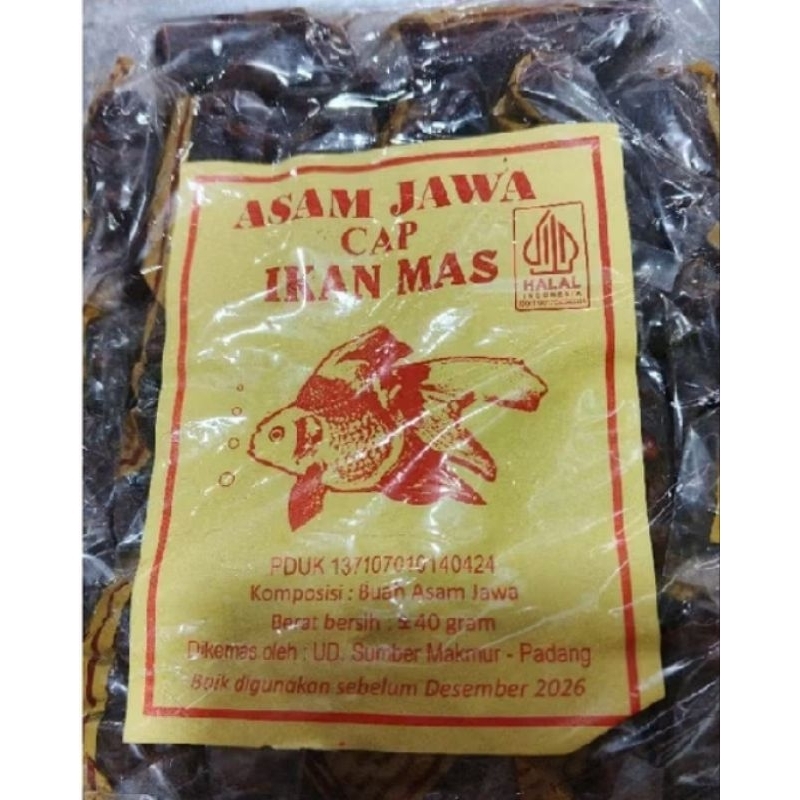 ASAM JAWA
CAP
IKAN MAS
HALAL
INDONESIA
PDUK 137107010140424
Komposisi : Buah Asam Jawa
Berat bersih : ± 40 gram
Dikemas oleh : UD. Sumber Makmur - Padang
Baik digunakan sebelum Desember 2026